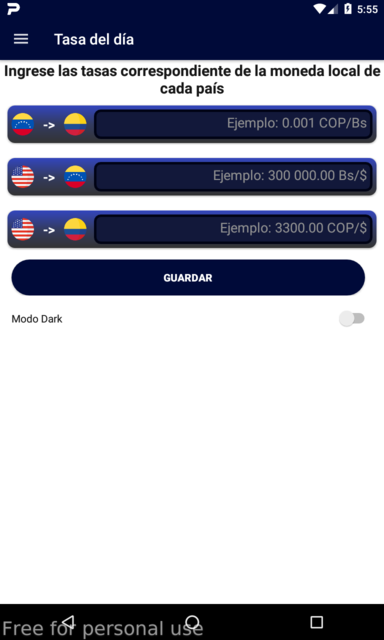 5:55
Tasa del día
Ingrese las tasas correspondiente de la moneda local de
cada país
-> Ejemplo: 0.001 COP/Bs
-> Ejemplo: 300 000.00 Bs/$
-> Ejemplo: 3300.00 COP/$
GUARDAR
Modo Dark
Free for personal use